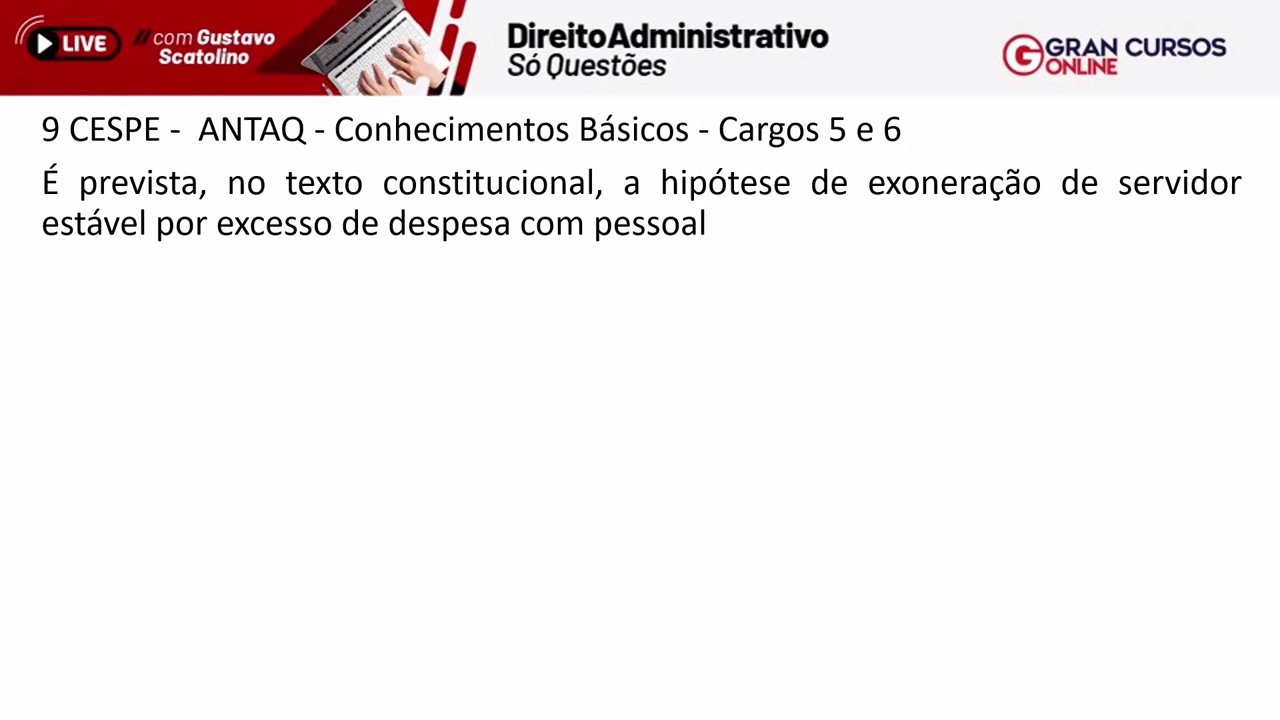 LIVE
// com Gustavo
Scatolino
DireitoAdministrativo
Só Questões
G GRAN CURSOS
ONLINE
9 CESPE - ANTAQ - Conhecimentos Básicos - Cargos 5 e 6
É prevista, no texto constitucional, a hipótese de exoneração de servidor
estável por excesso de despesa com pessoal